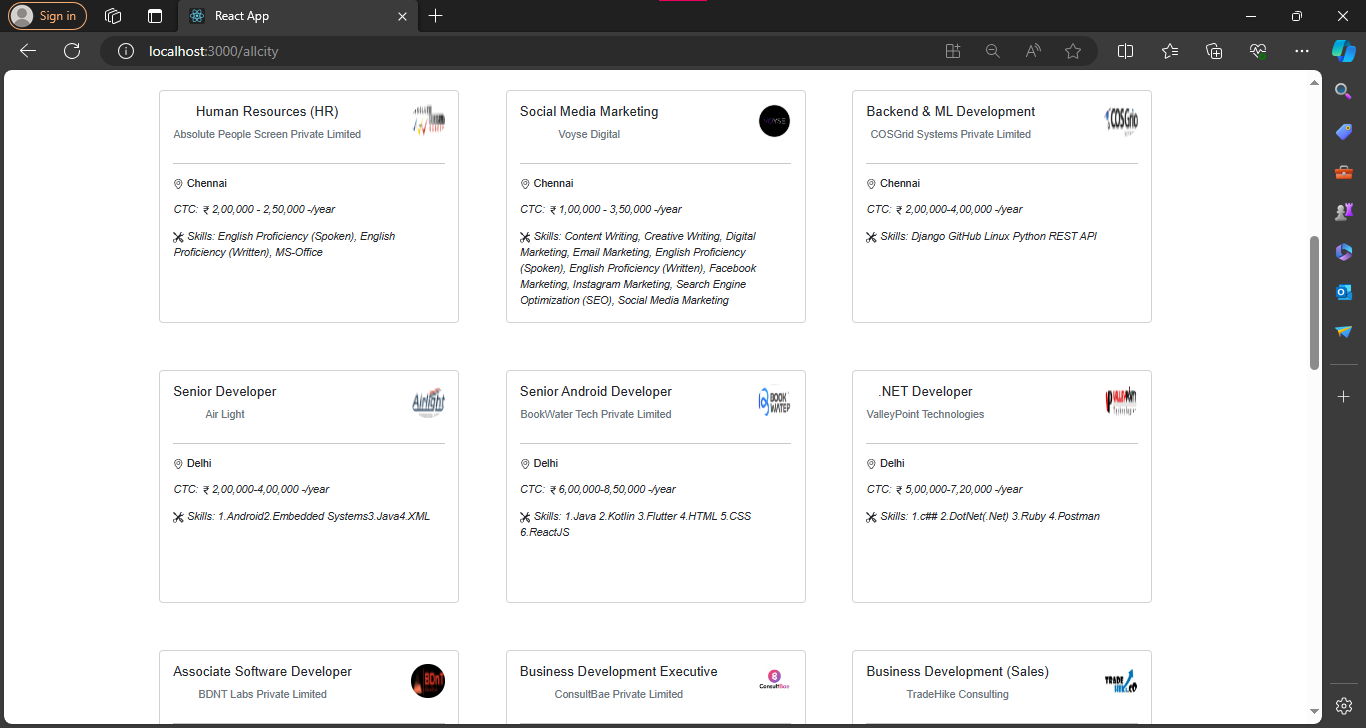 Sign in
React App
localhost:3000/allcity
Human Resources (HR)
Absolute People Screen Private Limited
Chennai
CTC: ₹ 2,00,000 - 2,50,000 -/year
Skills: English Proficiency (Spoken), English
Proficiency (Written), MS-Office
Social Media Marketing
Voyse Digital
VOYSE
Chennai
CTC: ₹ 1,00,000 - 3,50,000 -/year
Skills: Content Writing, Creative Writing, Digital
Marketing, Email Marketing, English Proficiency
(Spoken), English Proficiency (Written), Facebook
Marketing, Instagram Marketing, Search Engine
Optimization (SEO), Social Media Marketing
Backend & ML Development
COSGrid Systems Private Limited
COSGrid
Chennai
CTC: ₹ 2,00,000-4,00,000 -/year
Skills: Django GitHub Linux Python REST API
Senior Developer
Air Light
Airlight
Delhi
CTC: ₹ 2,00,000-4,00,000 -/year
Skills: 1.Android2.Embedded Systems3.Java4.XML
Senior Android Developer
BookWater Tech Private Limited
BOOK
WATER
Delhi
CTC: ₹ 6,00,000-8,50,000 -/year
Skills: 1.Java 2.Kotlin 3.Flutter 4.HTML 5.CSS
6.ReactJS
.NET Developer
ValleyPoint Technologies
Delhi
CTC: ₹ 5,00,000-7,20,000 -/year
Skills: 1.c## 2.DotNet(.Net) 3.Ruby 4.Postman
Associate Software Developer
BDNT Labs Private Limited
BDnT
Business Development Executive
ConsultBae Private Limited
ConsultBae
Business Development (Sales)
TradeHike Consulting
TRADE
HIKE.CO